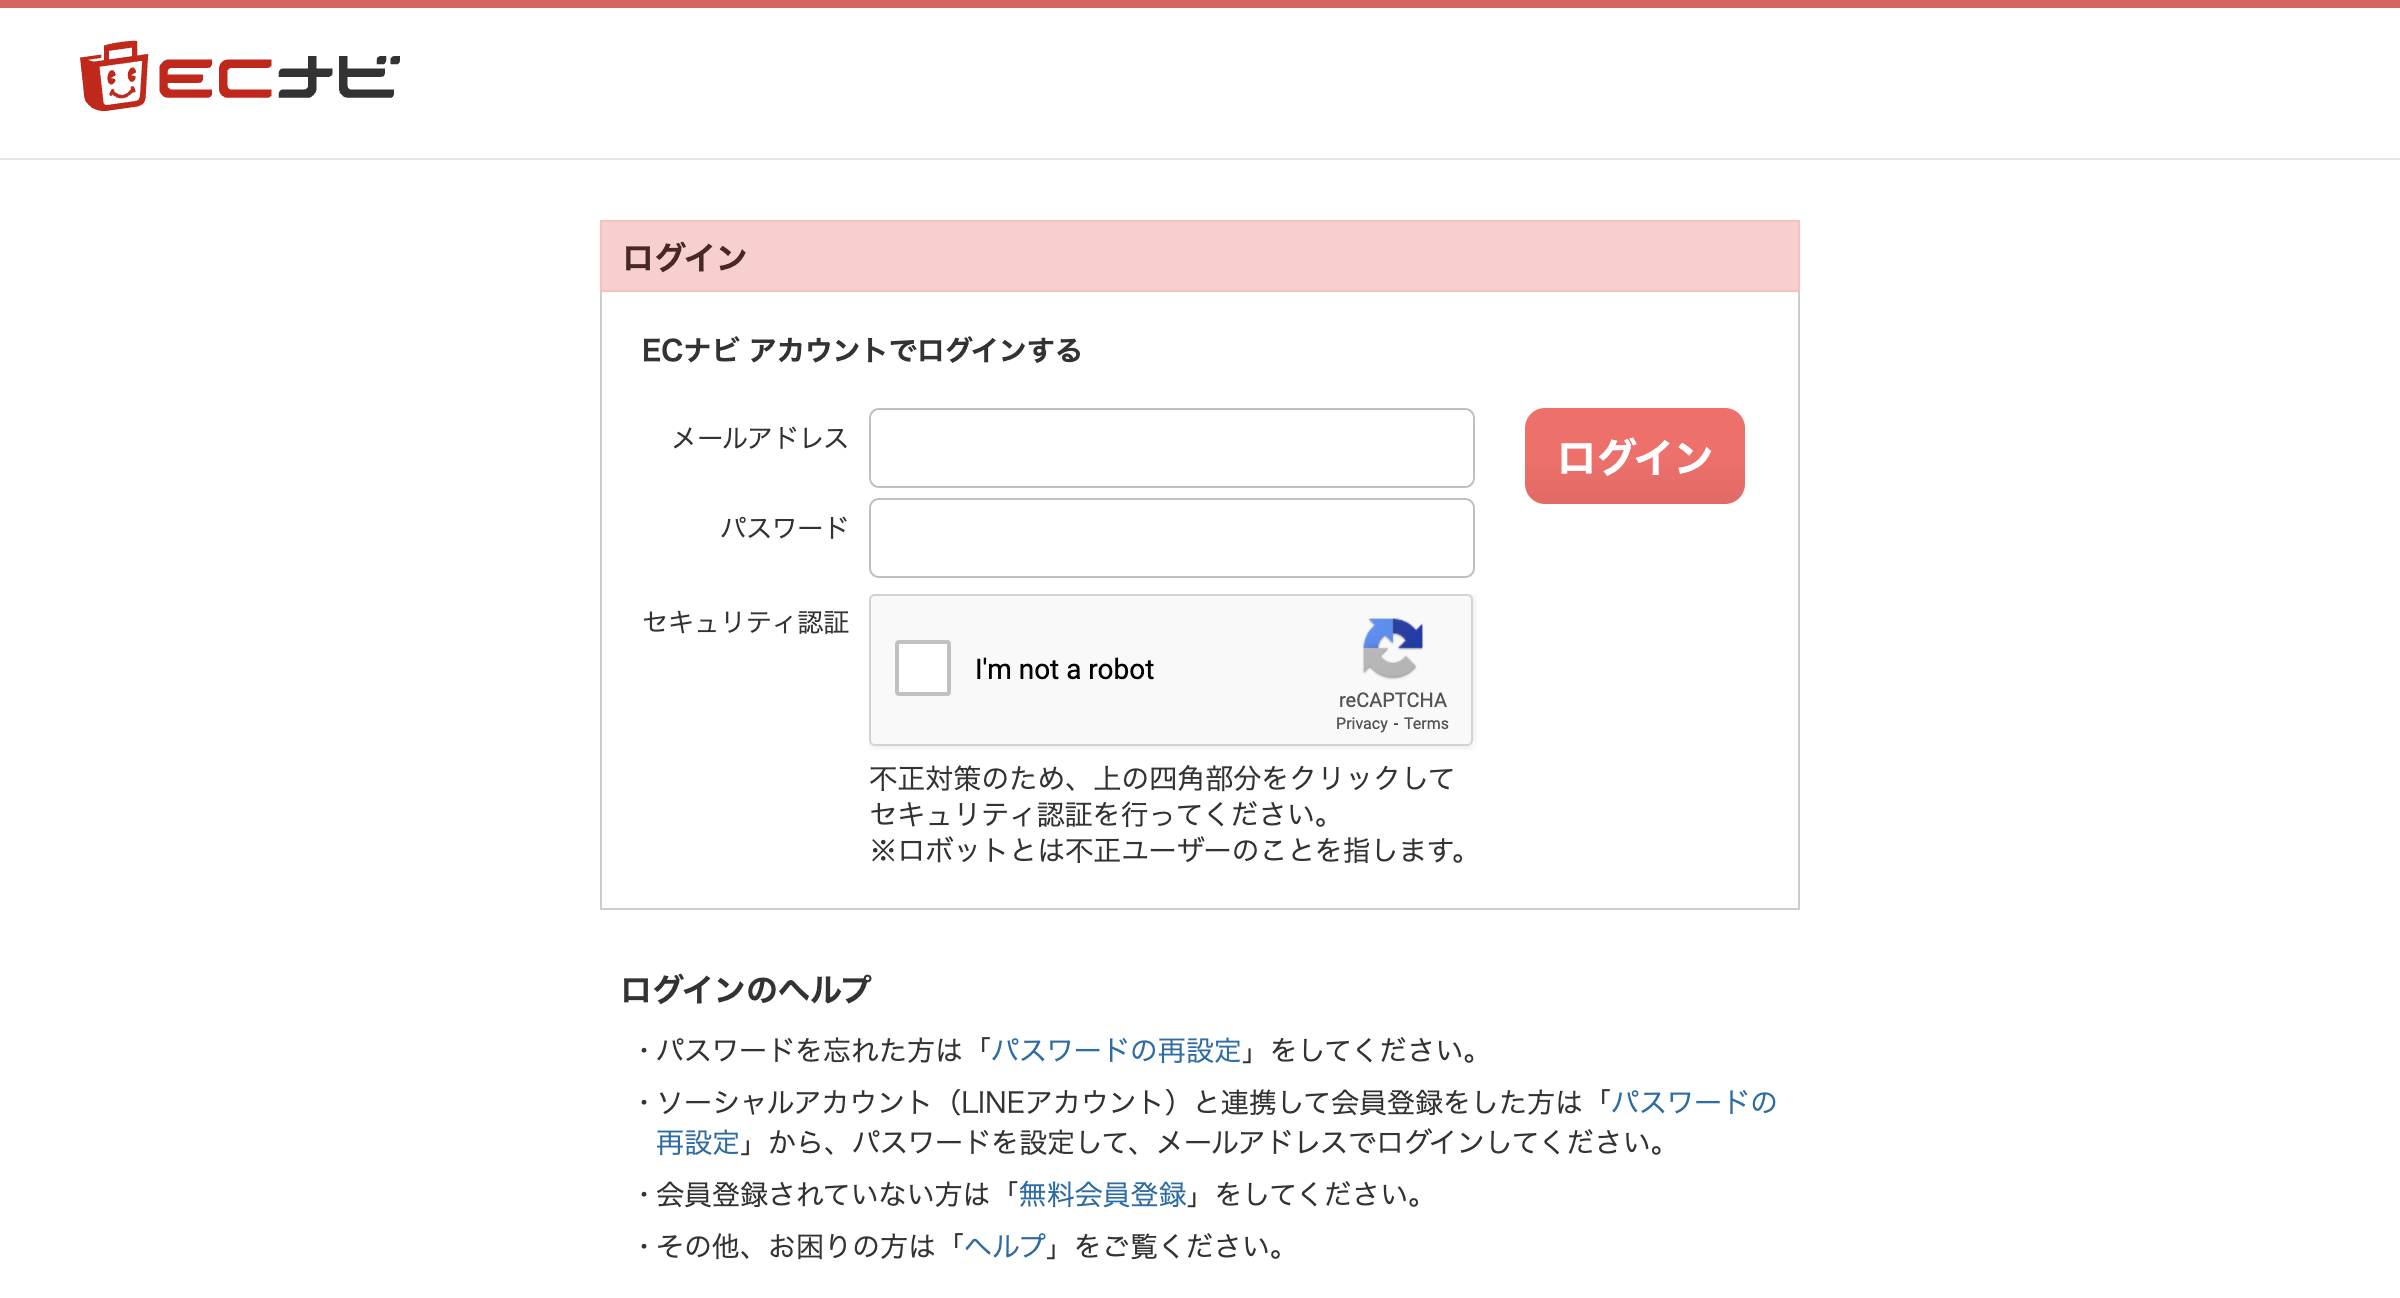 ECナビ
ログイン
ECナビ アカウントでログインする
メールアドレス
ログイン
パスワード
セキュリティ認証
I'm not a robot
reCAPTCHA
Privacy - Terms
不正対策のため、上の四角部分をクリックして
セキュリティ認証を行ってください。
※ロボットとは不正ユーザーのことを指します。
ログインのヘルプ
・パスワードを忘れた方は「パスワードの再設定」をしてください。
・ソーシャルアカウント（LINEアカウント）と連携して会員登録をした方は「パスワードの
再設定」から、パスワードを設定して、メールアドレスでログインしてください。
・会員登録されていない方は「無料会員登録」をしてください。
・その他、お困りの方は「ヘルプ」をご覧ください。